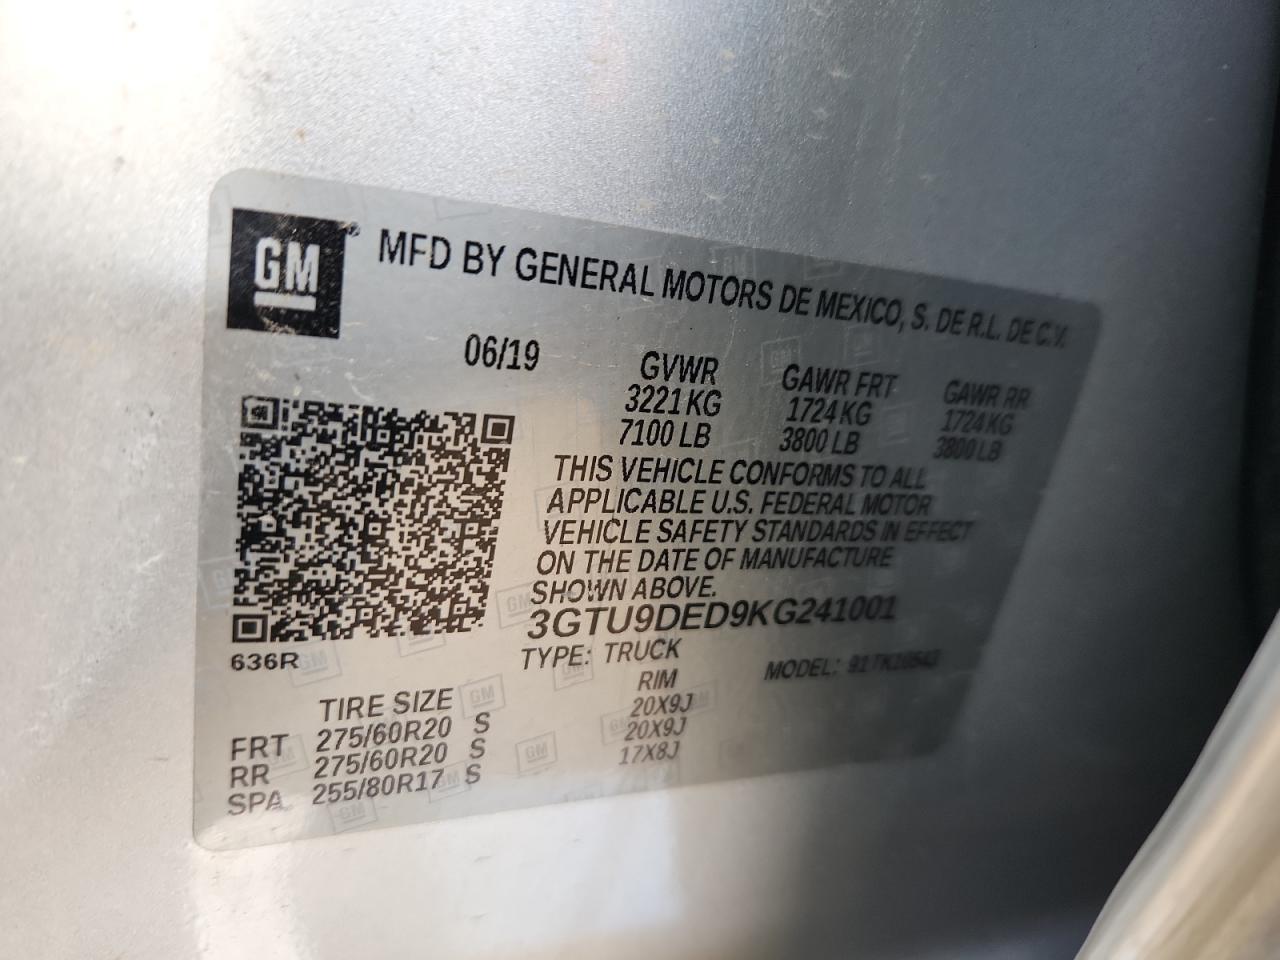 GM ®
MFD BY GENERAL MOTORS DE MEXICO, S. DE R.L. DE C.V.
06/19 GVWR GAWR FRT GAWR RR
3221 KG 1724 KG 1724 KG
7100 LB 3800 LB 3800 LB
THIS VEHICLE CONFORMS TO ALL
APPLICABLE U.S. FEDERAL MOTOR
VEHICLE SAFETY STANDARDS IN EFFECT
ON THE DATE OF MANUFACTURE
SHOWN ABOVE.
3GTU9DED9KG241001
636R TYPE: TRUCK MODEL:
TIRE SIZE RIM
FRT 275/60R20 S 20X9J
RR 275/60R20 S 20X9J
SPA 255/80R17 S 17X8J